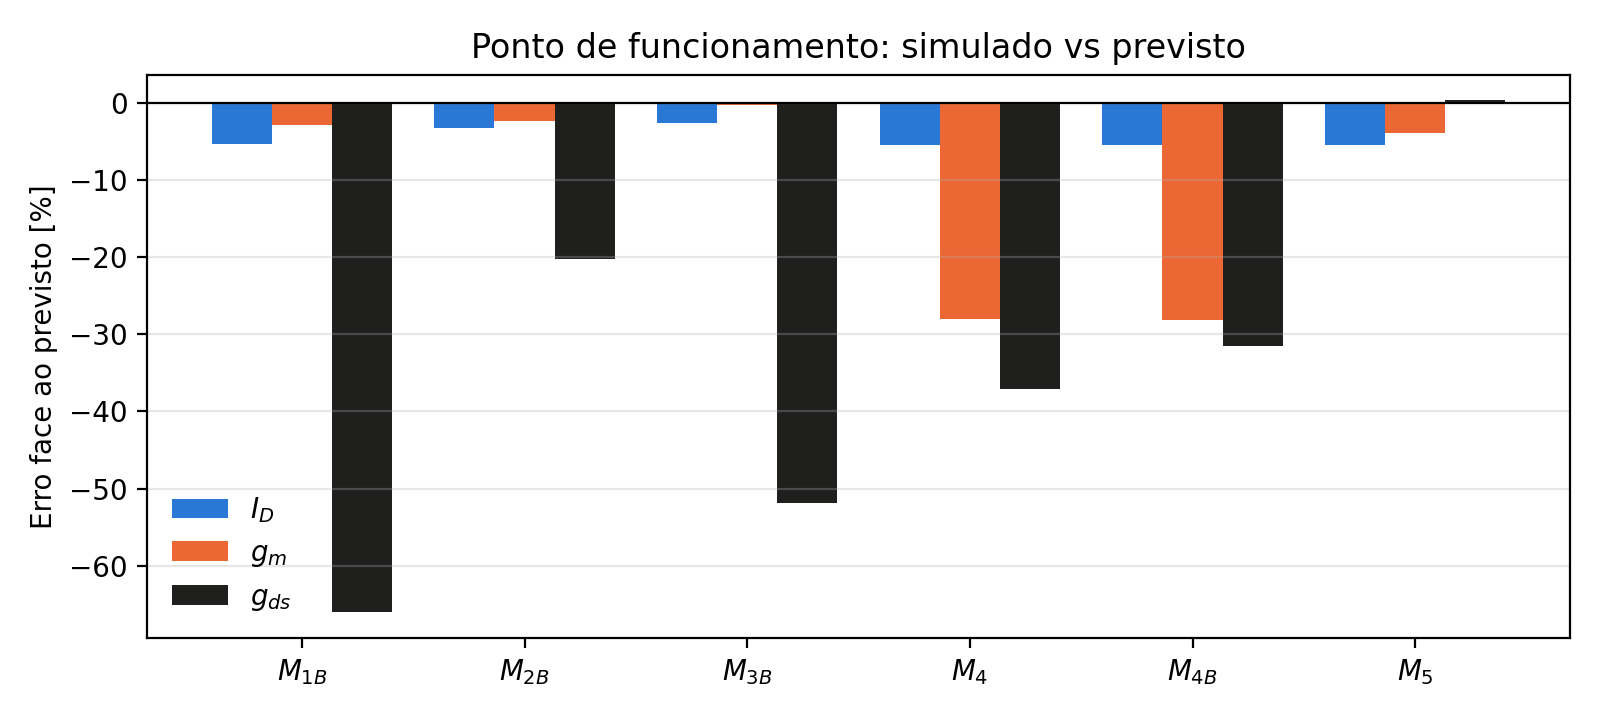 Ponto de funcionamento: simulado vs previsto
Erro face ao previsto [%]
0
−10
−20
−30
−40
−50
−60
I_D
g_m
g_ds
M_1B
M_2B
M_3B
M_4
M_4B
M_5